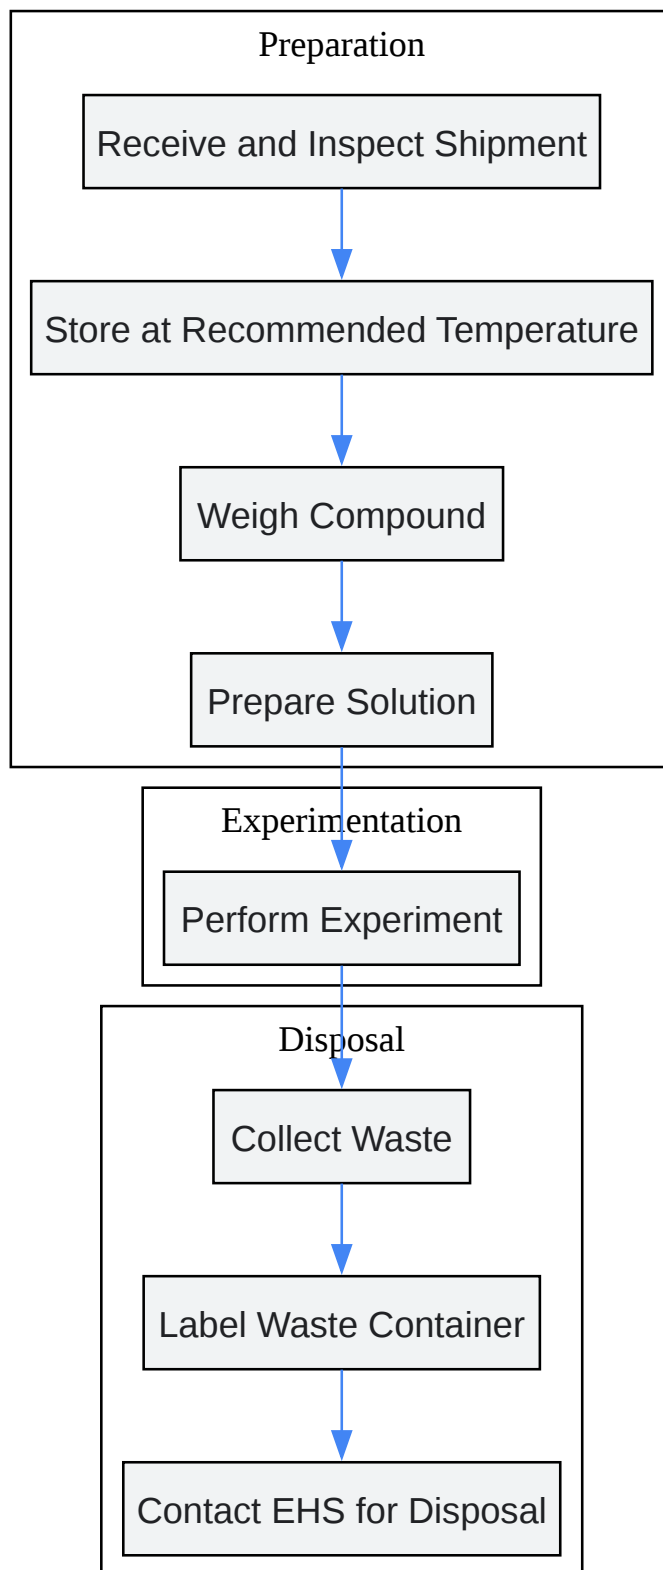 Preparation
Receive and Inspect Shipment
Store at Recommended Temperature
Weigh Compound
Prepare Solution
Experimentation
Perform Experiment
Disposal
Collect Waste
Label Waste Container
Contact EHS for Disposal